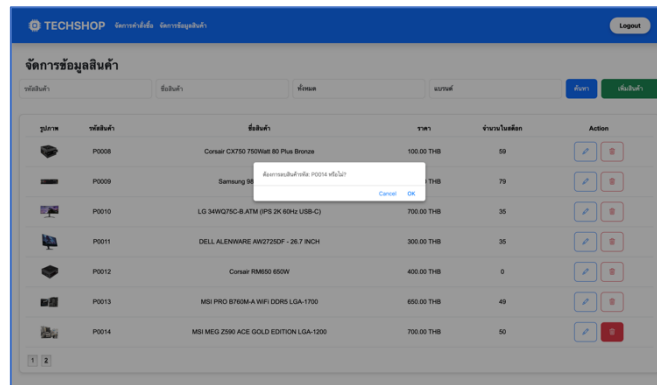 TECHSHOP จัดการคำสั่งซื้อ จัดการข้อมูลสินค้า Logout
จัดการข้อมูลสินค้า
รหัสสินค้า ชื่อสินค้า ทั้งหมด แบรนด์ ค้นหา เพิ่มสินค้า
รูปภาพ รหัสสินค้า ชื่อสินค้า ราคา จำนวนในสต็อก Action
P0008 Corsair CX750 750Watt 80 Plus Bronze 100.00 THB 59
ต้องการลบสินค้ารหัส: P0014 หรือไม่?
Cancel OK
P0009 Samsung 98 THB 79
P0010 LG 34WQ75C-B.ATM (IPS 2K 60Hz USB-C) 700.00 THB 35
P0011 DELL ALENWARE AW2725DF - 26.7 INCH 300.00 THB 35
P0012 Corsair RM650 650W 400.00 THB 0
P0013 MSI PRO B760M-A WIFI DDR5 LGA-1700 650.00 THB 49
P0014 MSI MEG Z590 ACE GOLD EDITION LGA-1200 700.00 THB 50
1 2